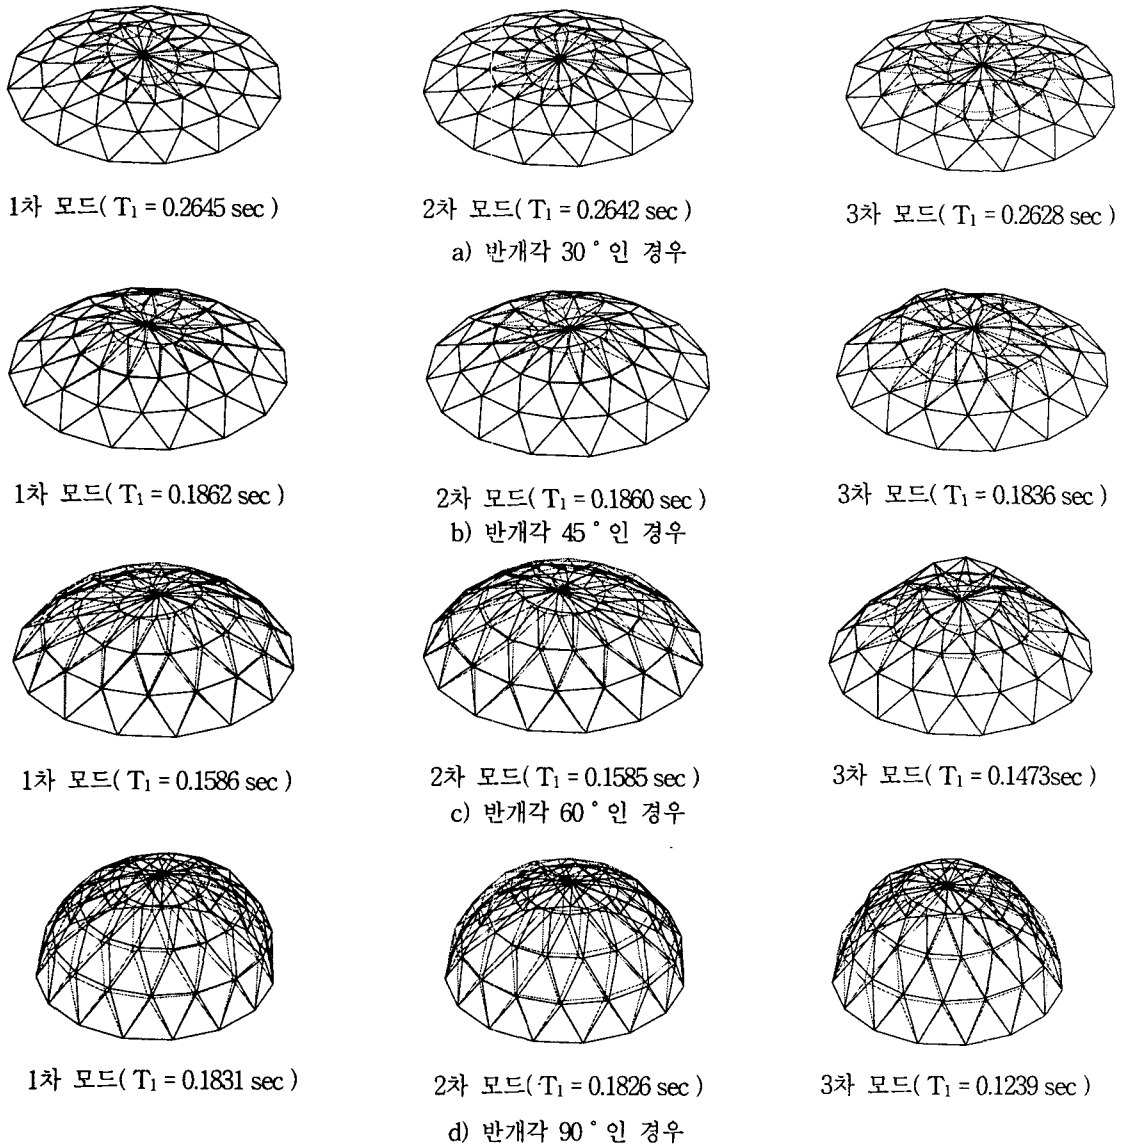 1차 모드( T₁ = 0.2645 sec )
2차 모드( T₁ = 0.2642 sec )
3차 모드( T₁ = 0.2628 sec )
a) 반개각 30 ° 인 경우
1차 모드( T₁ = 0.1862 sec )
2차 모드( T₁ = 0.1860 sec )
3차 모드( T₁ = 0.1836 sec )
b) 반개각 45 ° 인 경우
1차 모드( T₁ = 0.1586 sec )
2차 모드( T₁ = 0.1585 sec )
3차 모드( T₁ = 0.1473sec )
c) 반개각 60 ° 인 경우
1차 모드( T₁ = 0.1831 sec )
2차 모드( T₁ = 0.1826 sec )
3차 모드( T₁ = 0.1239 sec )
d) 반개각 90 ° 인 경우